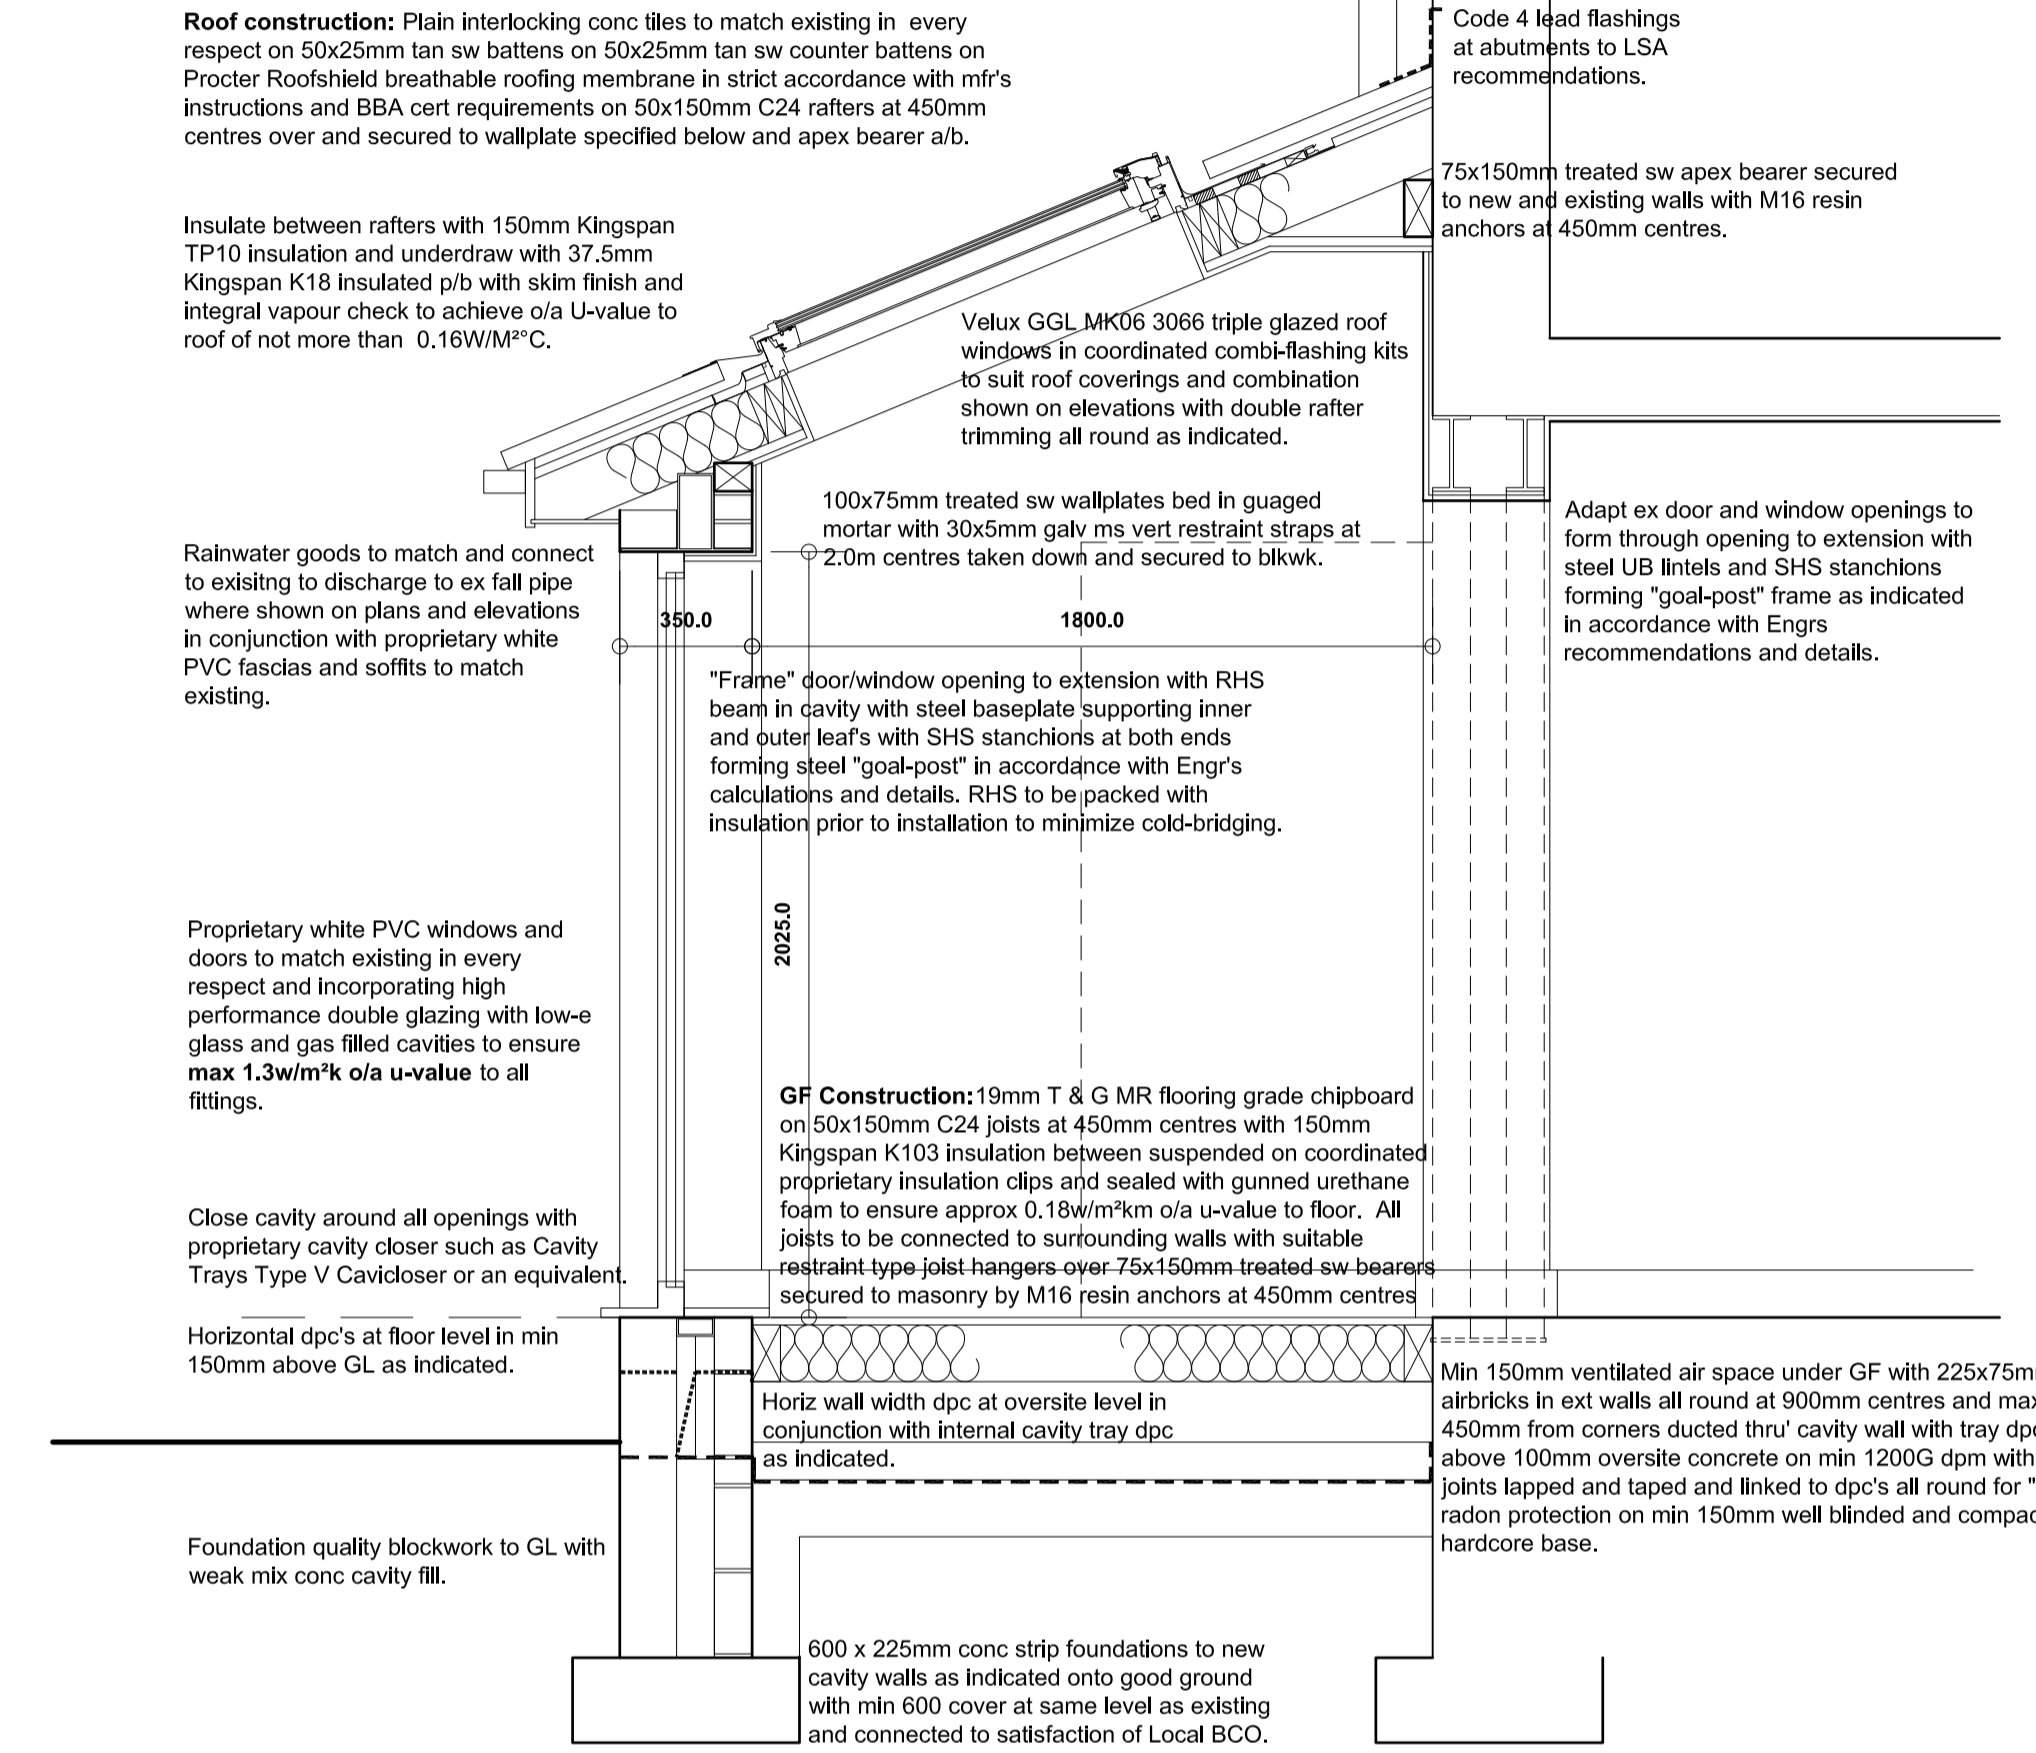 Roof construction: Plain interlocking conc tiles to match existing in every
respect on 50x25mm tan sw battens on 50x25mm tan sw counter battens on
Procter Roofshield breathable roofing membrane in strict accordance with mfr's
instructions and BBA cert requirements on 50x150mm C24 rafters at 450mm
centres over and secured to wallplate specified below and apex bearer a/b.
Code 4 lead flashings
at abutments to LSA
recommendations.
75x150mm treated sw apex bearer secured
to new and existing walls with M16 resin
anchors at 450mm centres.
Insulate between rafters with 150mm Kingspan
TP10 insulation and underdraw with 37.5mm
Kingspan K18 insulated p/b with skim finish and
integral vapour check to achieve o/a U-value to
roof of not more than 0.16W/M²°C.
Velux GGL MK06 3066 triple glazed roof
windows in coordinated combi-flashing kits
to suit roof coverings and combination
shown on elevations with double rafter
trimming all round as indicated.
100x75mm treated sw wallplates bed in guaged
mortar with 30x5mm galv ms vert restraint straps at
2.0m centres taken down and secured to blkwk.
Adapt ex door and window openings to
form through opening to extension with
steel UB lintels and SHS stanchions
forming "goal-post" frame as indicated
in accordance with Engrs
recommendations and details.
Rainwater goods to match and connect
to exisitng to discharge to ex fall pipe
where shown on plans and elevations
in conjunction with proprietary white
PVC fascias and soffits to match
existing.
350.0
1800.0
"Frame" door/window opening to extension with RHS
beam in cavity with steel baseplate supporting inner
and outer leaf's with SHS stanchions at both ends
forming steel "goal-post" in accordance with Engr's
calculations and details. RHS to be packed with
insulation prior to installation to minimize cold-bridging.
2025.0
Proprietary white PVC windows and
doors to match existing in every
respect and incorporating high
performance double glazing with low-e
glass and gas filled cavities to ensure
max 1.3w/m²k o/a u-value to all
fittings.
GF Construction:19mm T & G MR flooring grade chipboard
on 50x150mm C24 joists at 450mm centres with 150mm
Kingspan K103 insulation between suspended on coordinated
proprietary insulation clips and sealed with gunned urethane
foam to ensure approx 0.18w/m²km o/a u-value to floor. All
joists to be connected to surrounding walls with suitable
restraint type joist hangers over 75x150mm treated sw bearers
secured to masonry by M16 resin anchors at 450mm centres
Close cavity around all openings with
proprietary cavity closer such as Cavity
Trays Type V Cavicloser or an equivalent.
Horizontal dpc's at floor level in min
150mm above GL as indicated.
Horiz wall width dpc at oversite level in
conjunction with internal cavity tray dpc
as indicated.
Min 150mm ventilated air space under GF with 225x75m
airbricks in ext walls all round at 900mm centres and max
450mm from corners ducted thru' cavity wall with tray dpc
above 100mm oversite concrete on min 1200G dpm with
joints lapped and taped and linked to dpc's all round for "
radon protection on min 150mm well blinded and compac
hardcore base.
Foundation quality blockwork to GL with
weak mix conc cavity fill.
600 x 225mm conc strip foundations to new
cavity walls as indicated onto good ground
with min 600 cover at same level as existing
and connected to satisfaction of Local BCO.